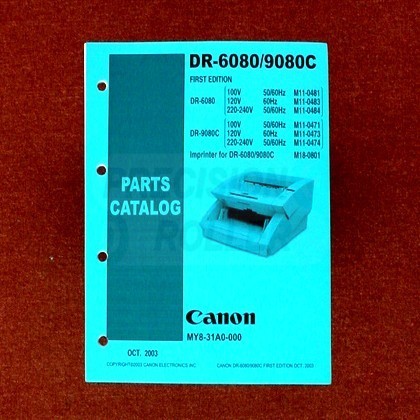 DR-6080/9080C
FIRST EDITION
DR-6080
100V 50/60Hz M11-0481
120V 60Hz M11-0483
220-240V 50/60Hz M11-0484
DR-9080C
100V 50/60Hz M11-0471
120V 60Hz M11-0473
220-240V 50/60Hz M11-0474
Imprinter for DR-6080/9080C M18-0801
PARTS
CATALOG
PRECISION
ROLLER
Canon
MY8-31A0-000
OCT. 2003
COPYRIGHT©2003 CANON ELECTRONICS INC.
CANON DR-6080/9080C FIRST EDITION OCT. 2003